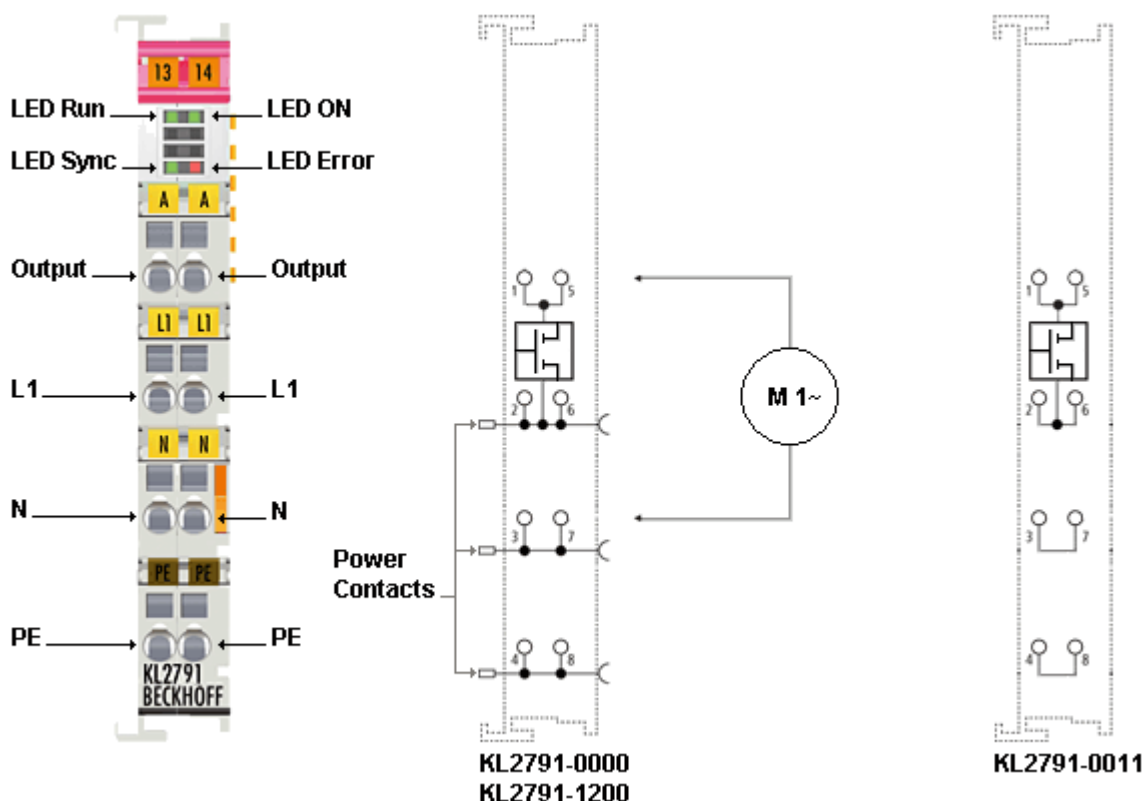 13 14
LED Run LED ON
LED Sync LED Error
A A
Output Output
L1 L1
L1 L1
N N
N N
PE PE
PE PE
KL2791
BECKHOFF
Power
Contacts
1 5
2 6
3 7
4 8
M 1~
KL2791-0000
KL2791-1200
1 5
2 6
3 7
4 8
KL2791-0011